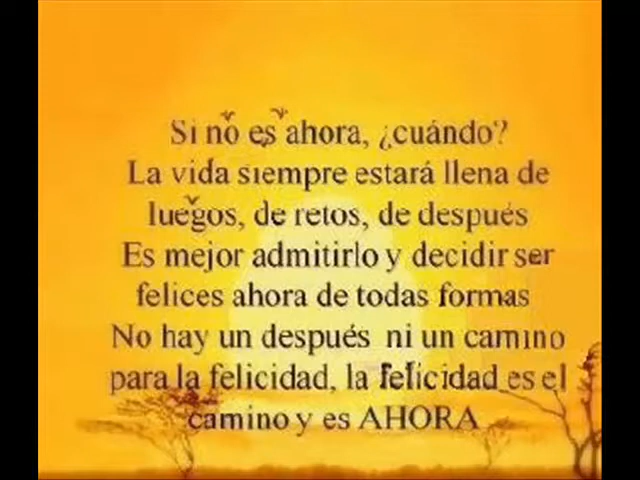 Si no es ahora, ¿cuándo?
La vida siempre estará llena de
luegos, de retos, de después
Es mejor admitirlo y decidir ser
felices ahora de todas formas
No hay un después ni un camino
para la felicidad, la felicidad es el
camino y es AHORA